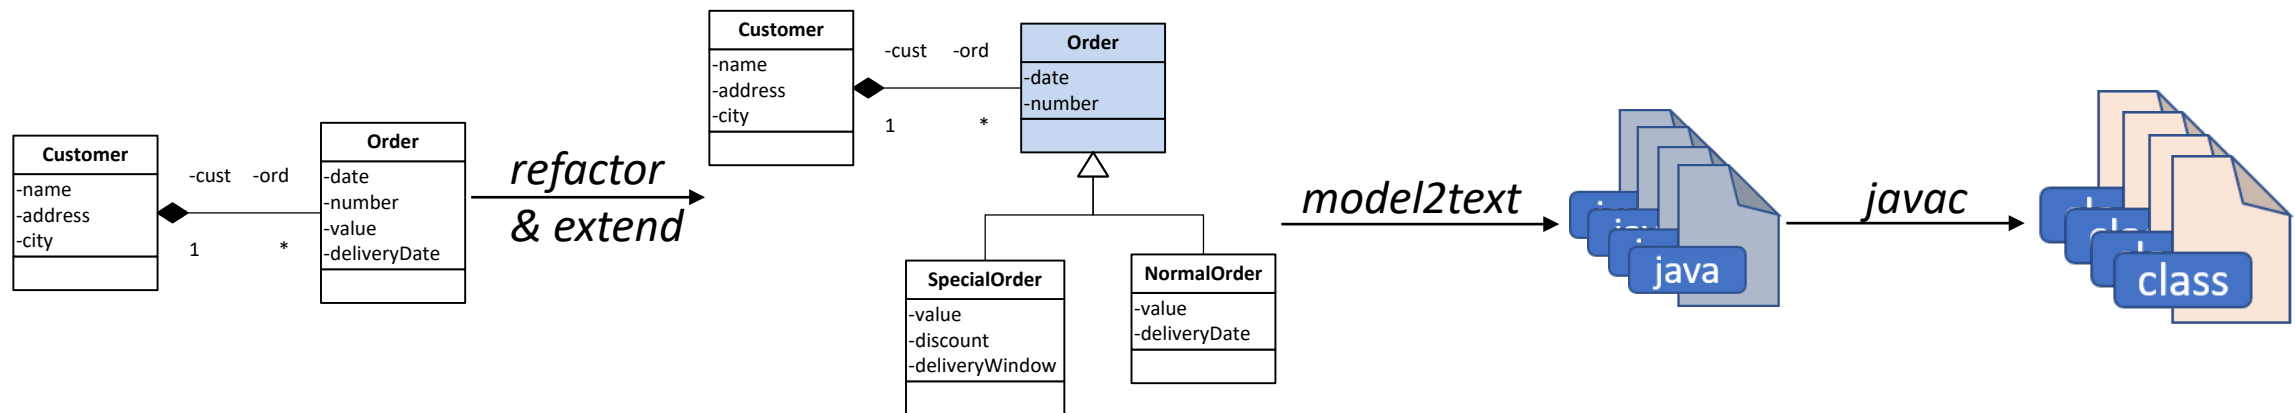 Customer
-name
-address
-city
-cust -ord
1 *
Order
-date
-number
-value
-deliveryDate
refactor
& extend
Customer
-name
-address
-city
-cust -ord
1 *
Order
-date
-number
SpecialOrder
-value
-discount
-deliveryWindow
NormalOrder
-value
-deliveryDate
model2text
java
javac
class